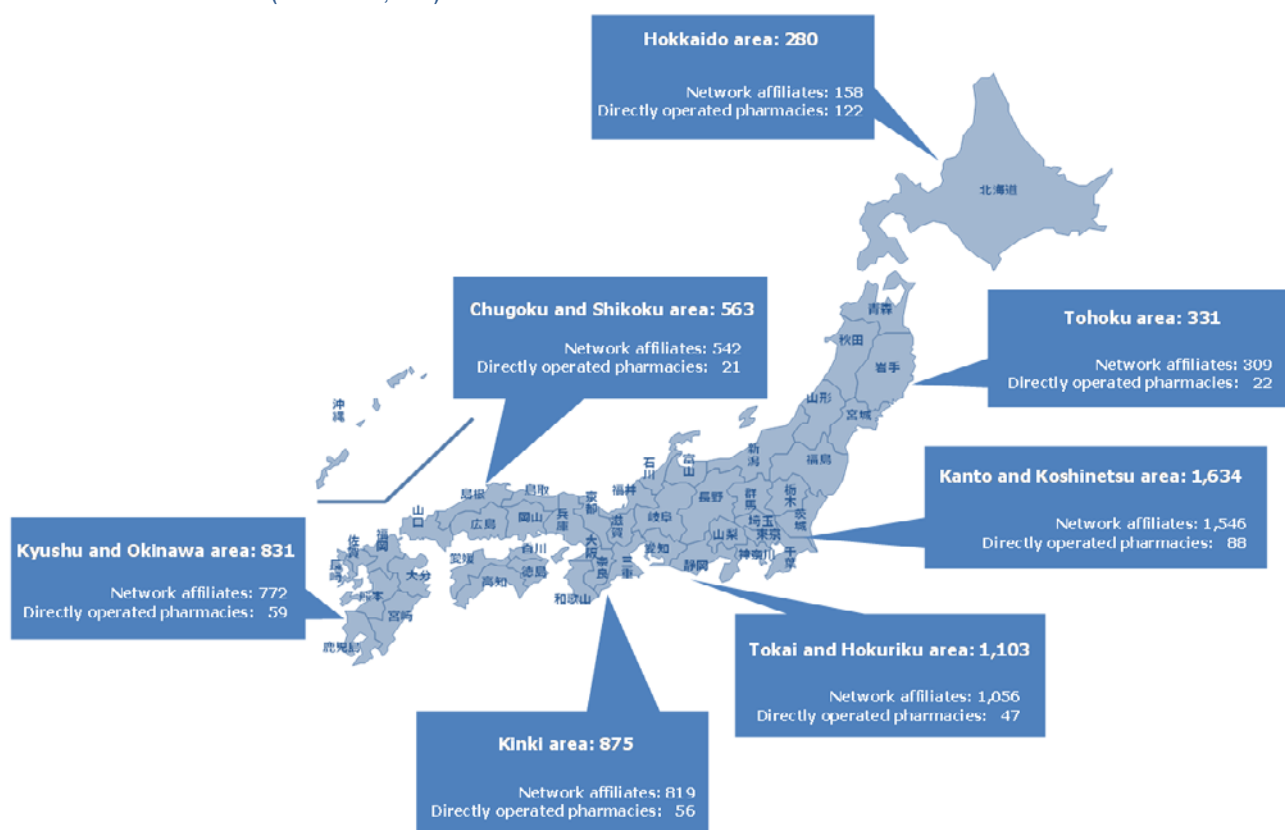 Hokkaido area: 280
Network affiliates: 158
Directly operated pharmacies: 122
北海道
Chugoku and Shikoku area: 563
Network affiliates: 542
Directly operated pharmacies: 21
Tohoku area: 331
Network affiliates: 309
Directly operated pharmacies: 22
Kanto and Koshinetsu area: 1,634
Network affiliates: 1,546
Directly operated pharmacies: 88
Kyushu and Okinawa area: 831
Network affiliates: 772
Directly operated pharmacies: 59
Tokai and Hokuriku area: 1,103
Network affiliates: 1,056
Directly operated pharmacies: 47
Kinki area: 875
Network affiliates: 819
Directly operated pharmacies: 56
青森
秋田
岩手
山形
宮城
福島
新潟
富山
石川
福井
長野
群馬
栃木
茨城
埼玉
東京
千葉
神奈川
山梨
静岡
岐阜
愛知
三重
滋賀
京都
大阪
奈良
和歌山
兵庫
鳥取
島根
岡山
広島
山口
香川
徳島
愛媛
高知
福岡
佐賀
長崎
大分
熊本
宮崎
鹿児島
沖縄